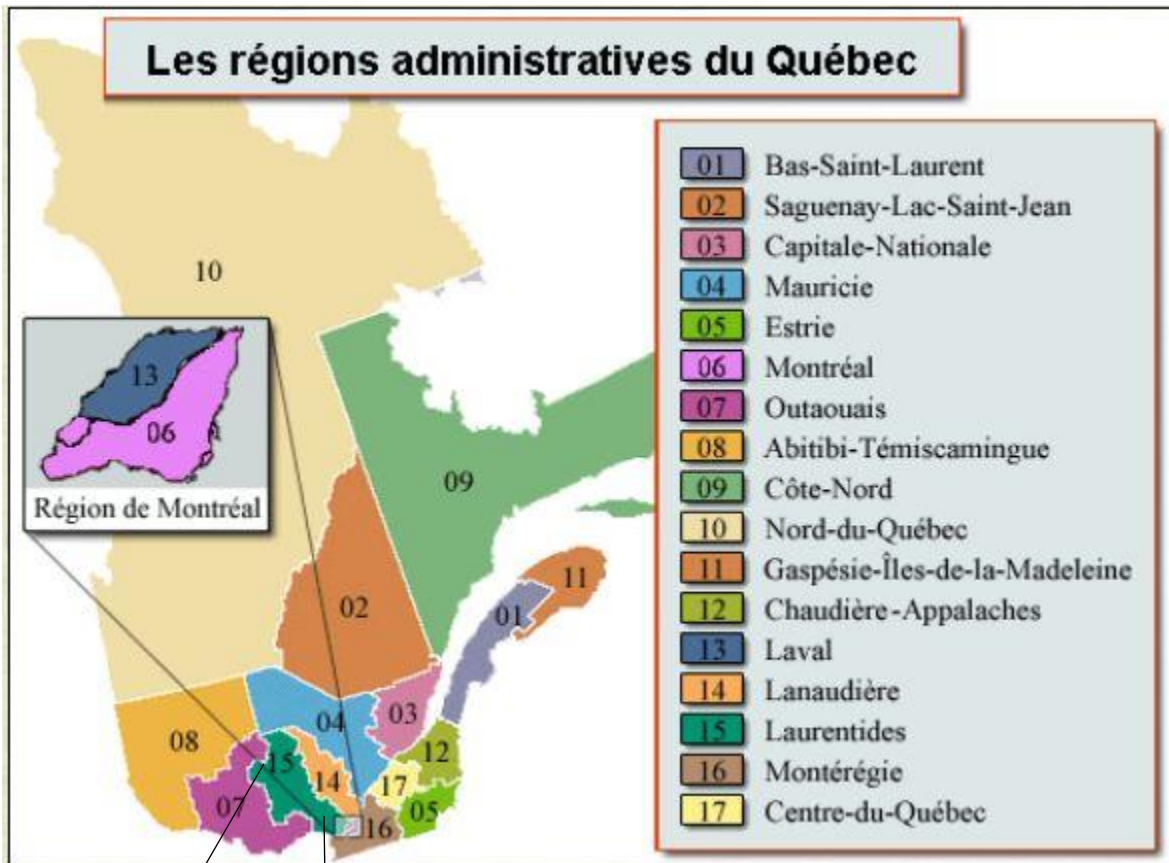 Les régions administratives du Québec
01 Bas-Saint-Laurent
02 Saguenay-Lac-Saint-Jean
03 Capitale-Nationale
04 Mauricie
05 Estrie
06 Montréal
07 Outaouais
08 Abitibi-Témiscamingue
09 Côte-Nord
10 Nord-du-Québec
11 Gaspésie-Îles-de-la-Madeleine
12 Chaudière-Appalaches
13 Laval
14 Lanaudière
15 Laurentides
16 Montérégie
17 Centre-du-Québec
10
13
06
Région de Montréal
09
11
02
01
03
04
08
12
15
14
17
07
16
05